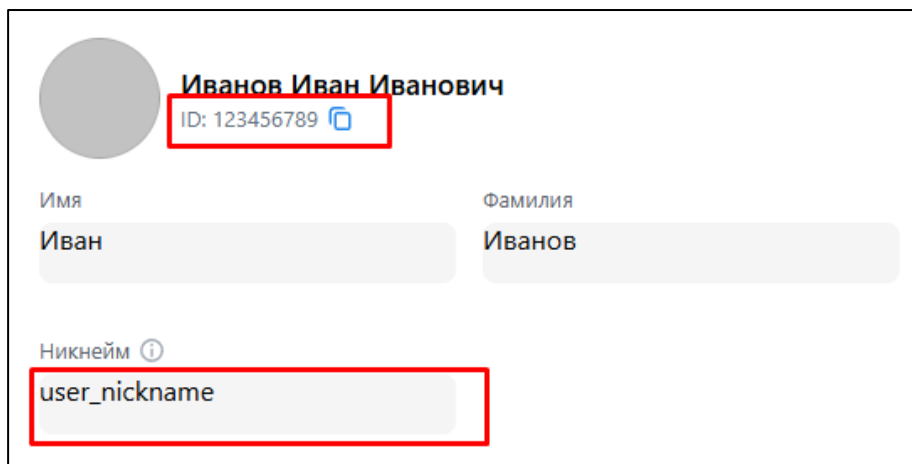 Иванов Иван Иванович
ID: 123456789
Имя
Фамилия
Иван
Иванов
Никнейм
user_nickname